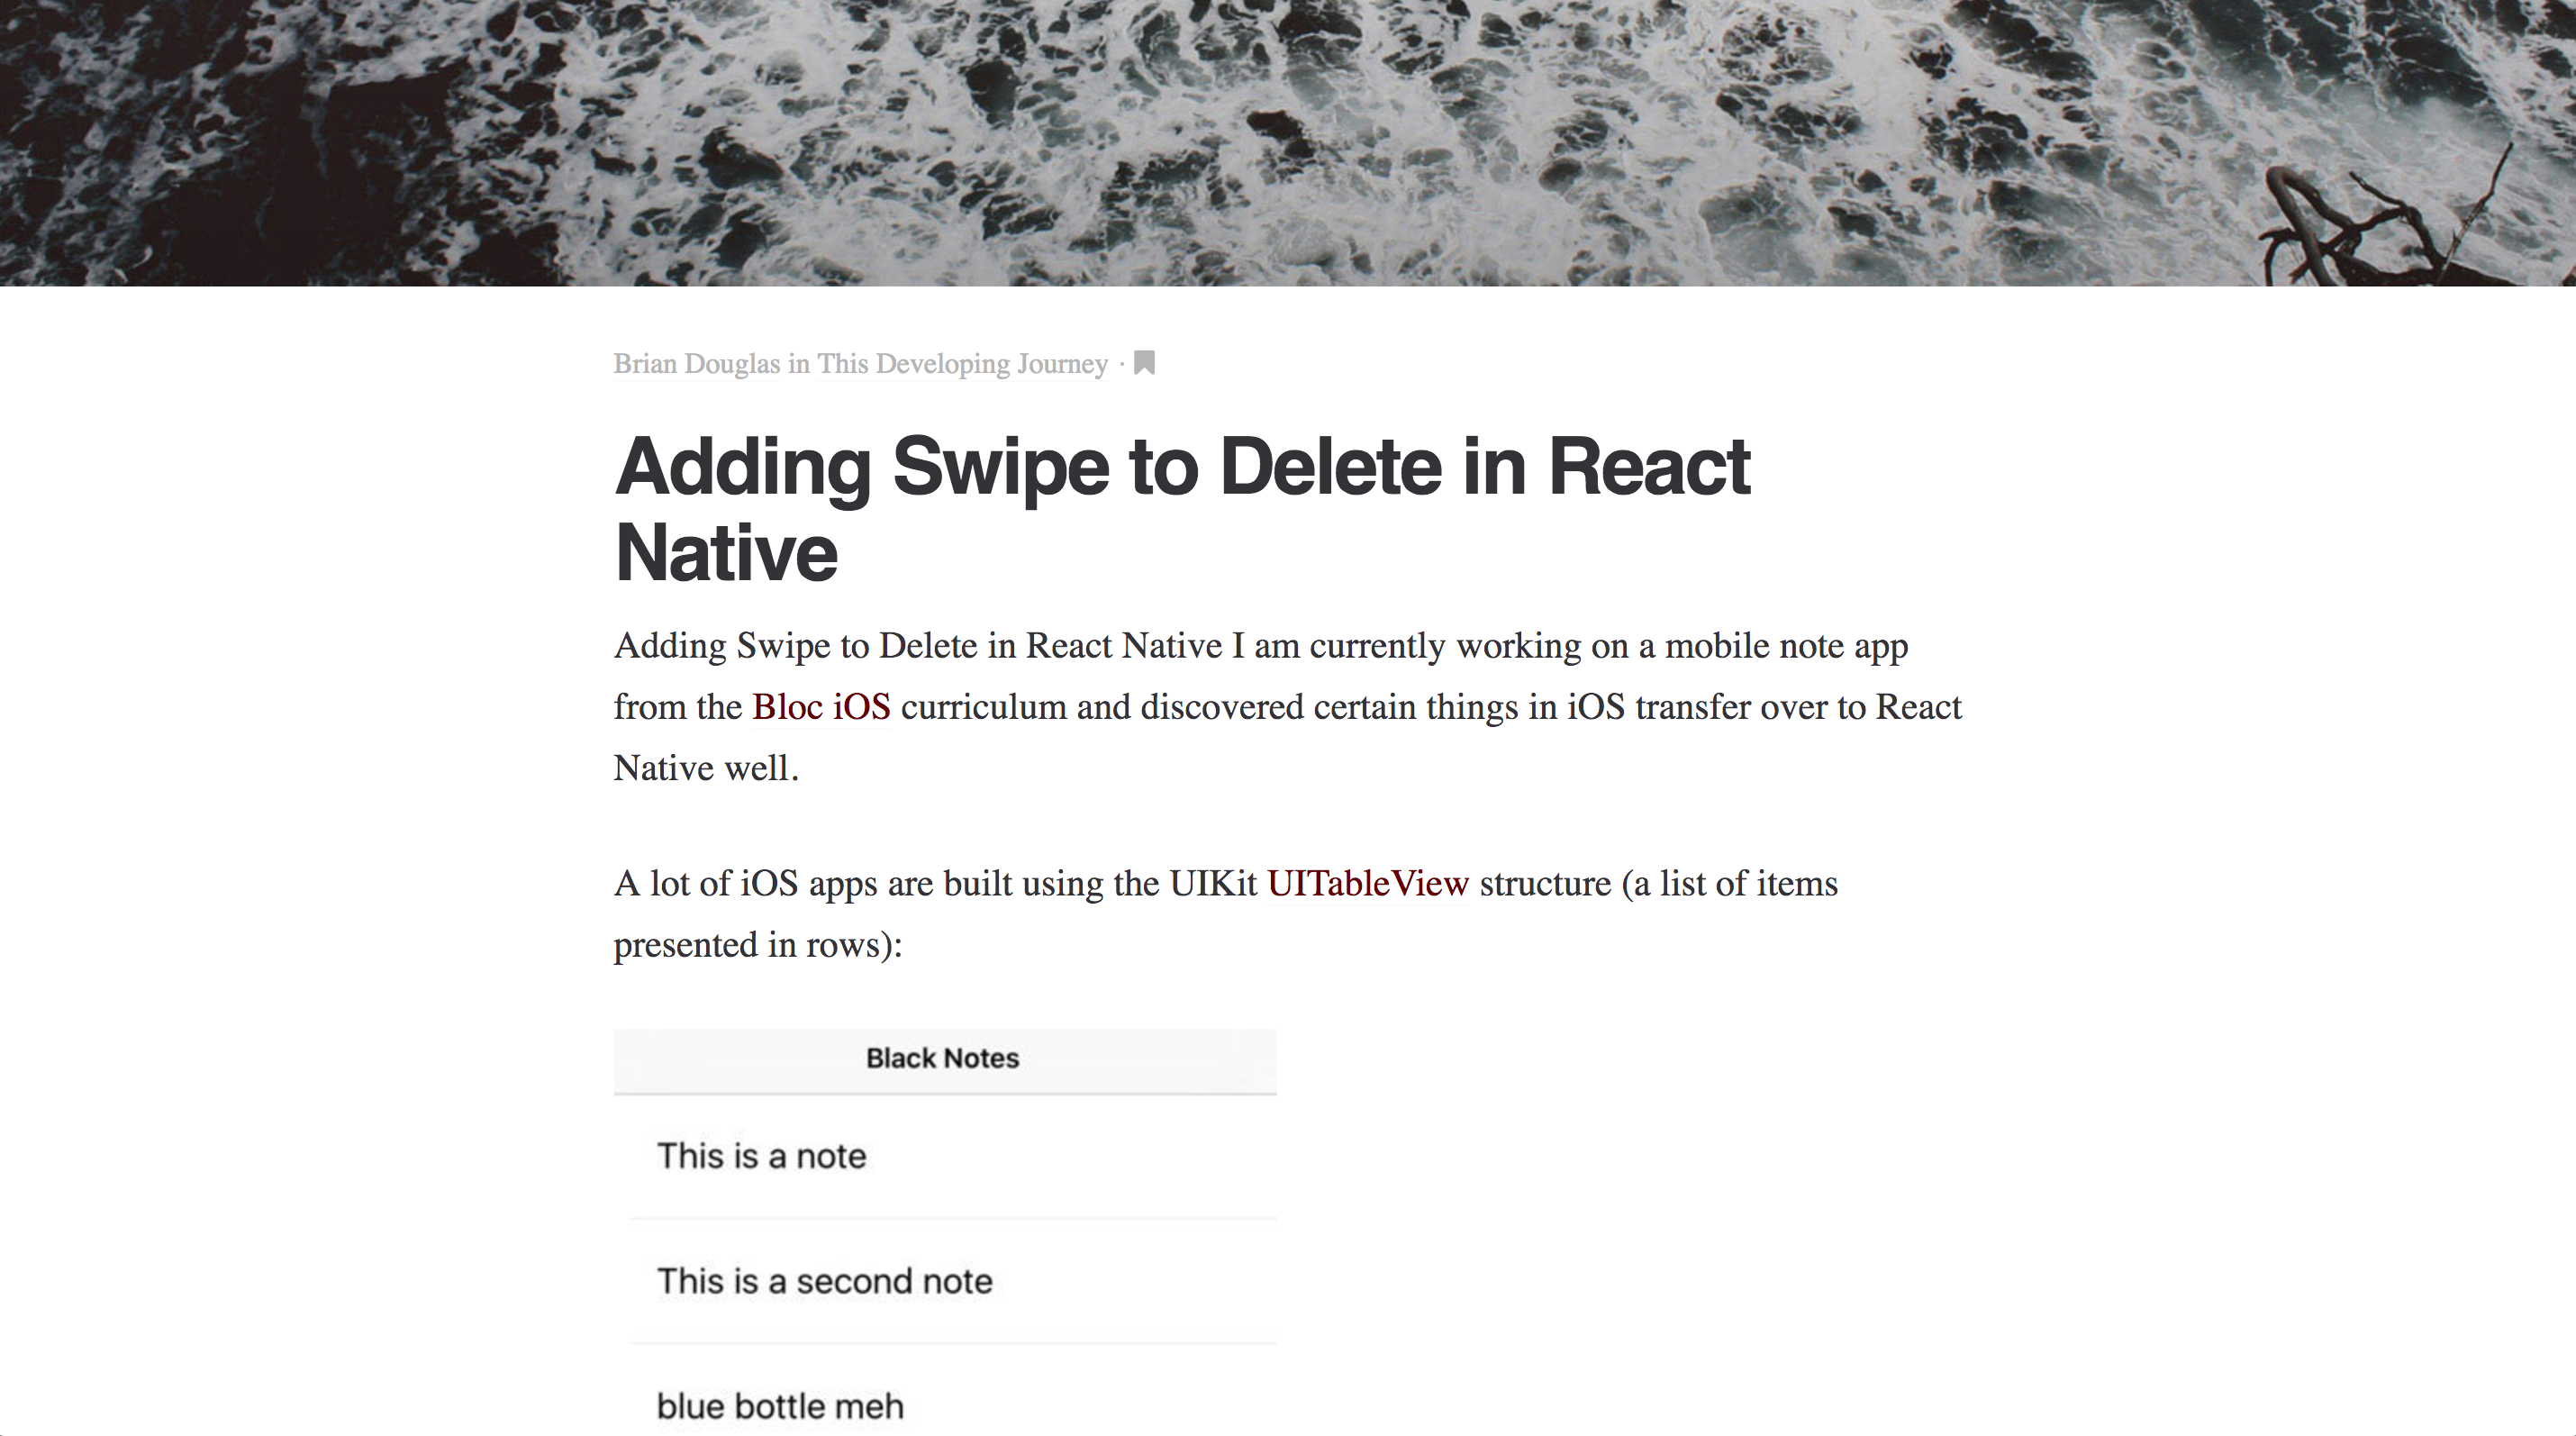 Brian Douglas in This Developing Journey ·
Adding Swipe to Delete in React
Native
Adding Swipe to Delete in React Native I am currently working on a mobile note app
from the Bloc iOS curriculum and discovered certain things in iOS transfer over to React
Native well.
A lot of iOS apps are built using the UIKit UITableView structure (a list of items
presented in rows):
Black Notes
This is a note
This is a second note
blue bottle meh